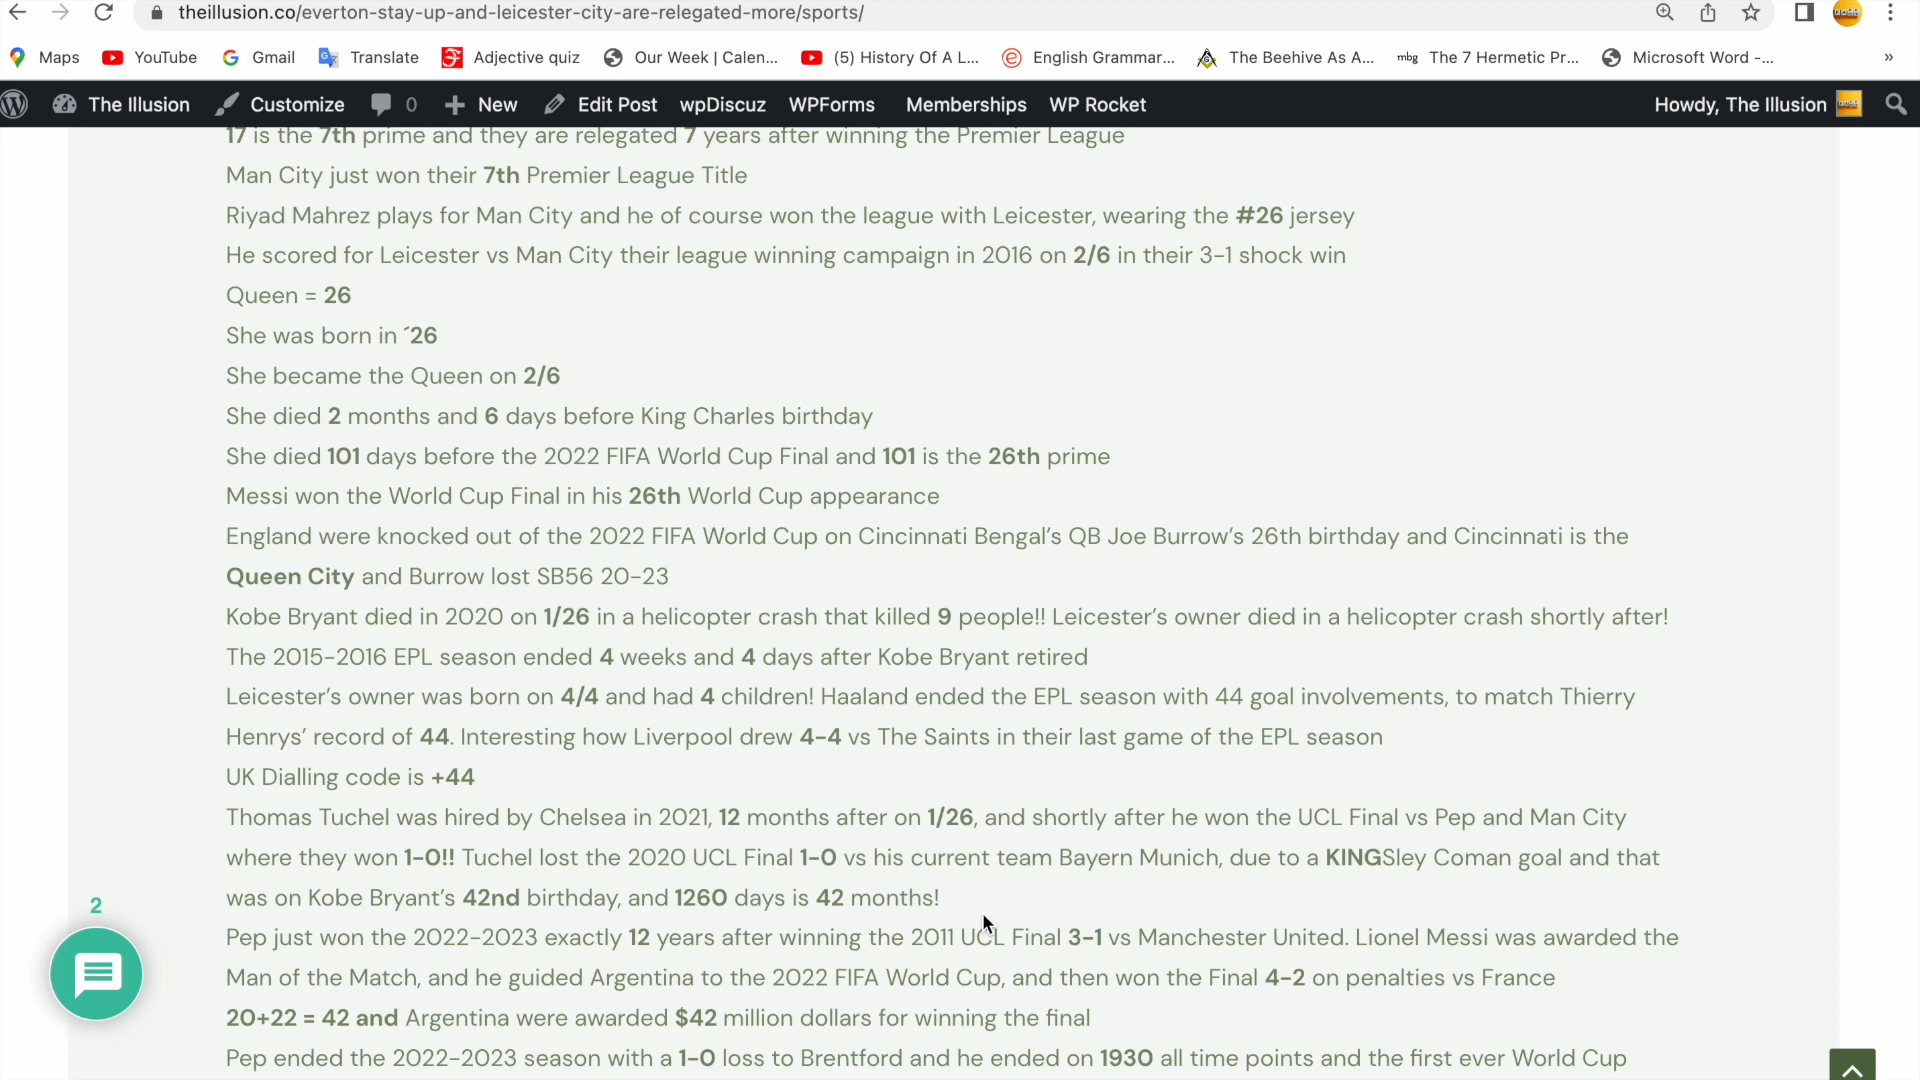 theillusion.co/everton-stay-up-and-leicester-city-are-relegated-more/sports/
Maps YouTube Gmail Translate Adjective quiz Our Week | Calen... (5) History Of A L... English Grammar... The Beehive As A... mbg The 7 Hermetic Pr... Microsoft Word -... »
The Illusion Customize 0 New Edit Post wpDiscuz WPForms Memberships WP Rocket Howdy, The Illusion
17 is the 7th prime and they are relegated 7 years after winning the Premier League
Man City just won their 7th Premier League Title
Riyad Mahrez plays for Man City and he of course won the league with Leicester, wearing the #26 jersey
He scored for Leicester vs Man City their league winning campaign in 2016 on 2/6 in their 3-1 shock win
Queen = 26
She was born in ´26
She became the Queen on 2/6
She died 2 months and 6 days before King Charles birthday
She died 101 days before the 2022 FIFA World Cup Final and 101 is the 26th prime
Messi won the World Cup Final in his 26th World Cup appearance
England were knocked out of the 2022 FIFA World Cup on Cincinnati Bengal's QB Joe Burrow's 26th birthday and Cincinnati is the
Queen City and Burrow lost SB56 20-23
Kobe Bryant died in 2020 on 1/26 in a helicopter crash that killed 9 people!! Leicester's owner died in a helicopter crash shortly after!
The 2015-2016 EPL season ended 4 weeks and 4 days after Kobe Bryant retired
Leicester's owner was born on 4/4 and had 4 children! Haaland ended the EPL season with 44 goal involvements, to match Thierry
Henrys' record of 44. Interesting how Liverpool drew 4-4 vs The Saints in their last game of the EPL season
UK Dialling code is +44
Thomas Tuchel was hired by Chelsea in 2021, 12 months after on 1/26, and shortly after he won the UCL Final vs Pep and Man City
where they won 1-0!! Tuchel lost the 2020 UCL Final 1-0 vs his current team Bayern Munich, due to a KINGSley Coman goal and that
was on Kobe Bryant's 42nd birthday, and 1260 days is 42 months!
2
Pep just won the 2022-2023 exactly 12 years after winning the 2011 UCL Final 3-1 vs Manchester United. Lionel Messi was awarded the
Man of the Match, and he guided Argentina to the 2022 FIFA World Cup, and then won the Final 4-2 on penalties vs France
20+22 = 42 and Argentina were awarded $42 million dollars for winning the final
Pep ended the 2022-2023 season with a 1-0 loss to Brentford and he ended on 1930 all time points and the first ever World Cup